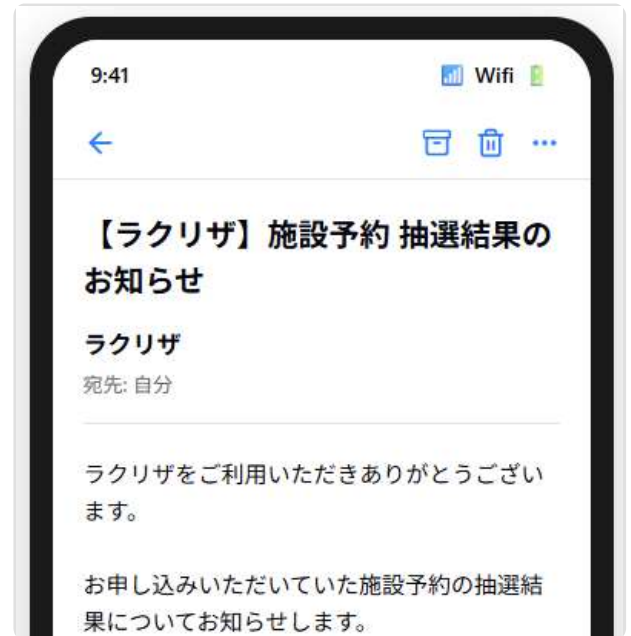 9:41 Wifi
【ラクリザ】施設予約 抽選結果の
お知らせ
ラクリザ
宛先: 自分
ラクリザをご利用いただきありがとうござい
ます。
お申し込みいただいていた施設予約の抽選結
果についてお知らせします。